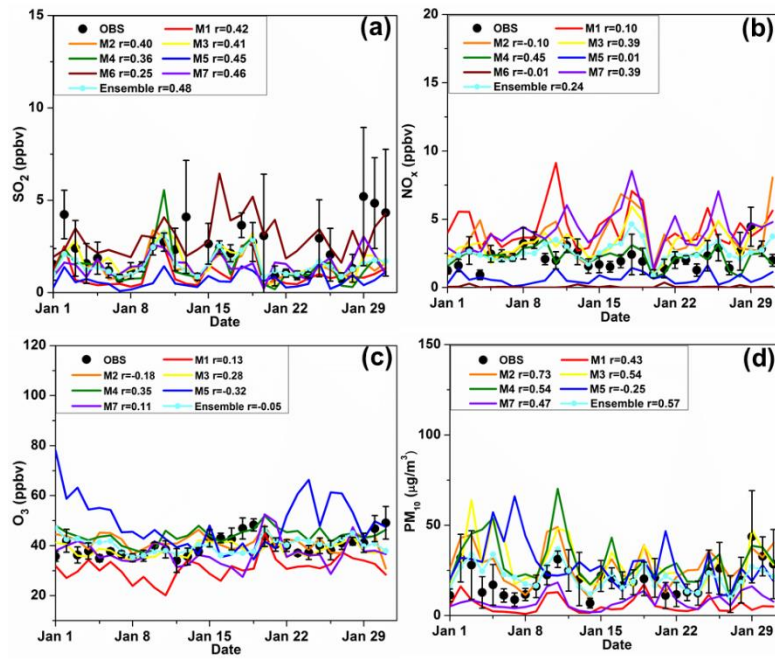 (a)
OBS M1 r=0.42
M2 r=0.40 M3 r=0.41
M4 r=0.36 M5 r=0.45
M6 r=0.25 M7 r=0.46
Ensemble r=0.48
15
10
5
0
SO2 (ppbv)
Jan 1 Jan 8 Jan 15 Jan 22 Jan 29
Date
(b)
OBS M1 r=0.10
M2 r=-0.10 M3 r=0.39
M4 r=0.45 M5 r=0.01
M6 r=-0.01 M7 r=0.39
Ensemble r=0.24
20
15
10
5
0
NOx (ppbv)
Jan 1 Jan 8 Jan 15 Jan 22 Jan 29
Date
(c)
OBS M1 r=0.13
M2 r=-0.18 M3 r=0.28
M4 r=0.35 M5 r=-0.32
M7 r=0.11 Ensemble r=-0.05
120
100
80
60
40
20
O3 (ppbv)
Jan 1 Jan 8 Jan 15 Jan 22 Jan 29
Date
(d)
OBS M1 r=0.43
M2 r=0.73 M3 r=0.54
M4 r=0.54 M5 r=-0.25
M7 r=0.47 Ensemble r=0.57
150
100
50
0
PM10 (μg/m3)
Jan 1 Jan 8 Jan 15 Jan 22 Jan 29
Date